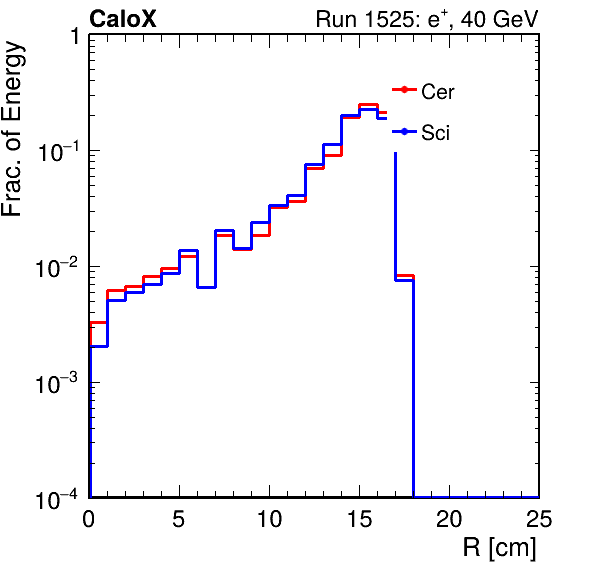 CaloX Run 1525: e⁺, 40 GeV
Frac. of Energy
1
10⁻¹
10⁻²
10⁻³
10⁻⁴
Cer
Sci
0 5 10 15 20 25
R [cm]